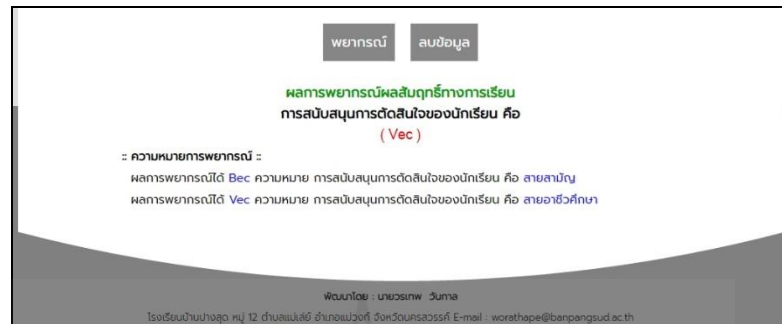 พยากรณ์ ลบข้อมูล
ผลการพยากรณ์ผลสัมฤทธิ์ทางการเรียน
การสนับสนุนการตัดสินใจของนักเรียน คือ
( Vec )
:: ความหมายการพยากรณ์ ::
ผลการพยากรณ์ได้ Bec ความหมาย การสนับสนุนการตัดสินใจของนักเรียน คือ สายสามัญ
ผลการพยากรณ์ได้ Vec ความหมาย การสนับสนุนการตัดสินใจของนักเรียน คือ สายอาชีวศึกษา
พัฒนาโดย : นายวรเทพ วันทาล
โรงเรียนบ้านปางสุด หมู่ 12 ตำบลแม่เล่ย์ อำเภอแม่วงก์ จังหวัดนครสวรรค์ E-mail : worathape@banpangsud.ac.th